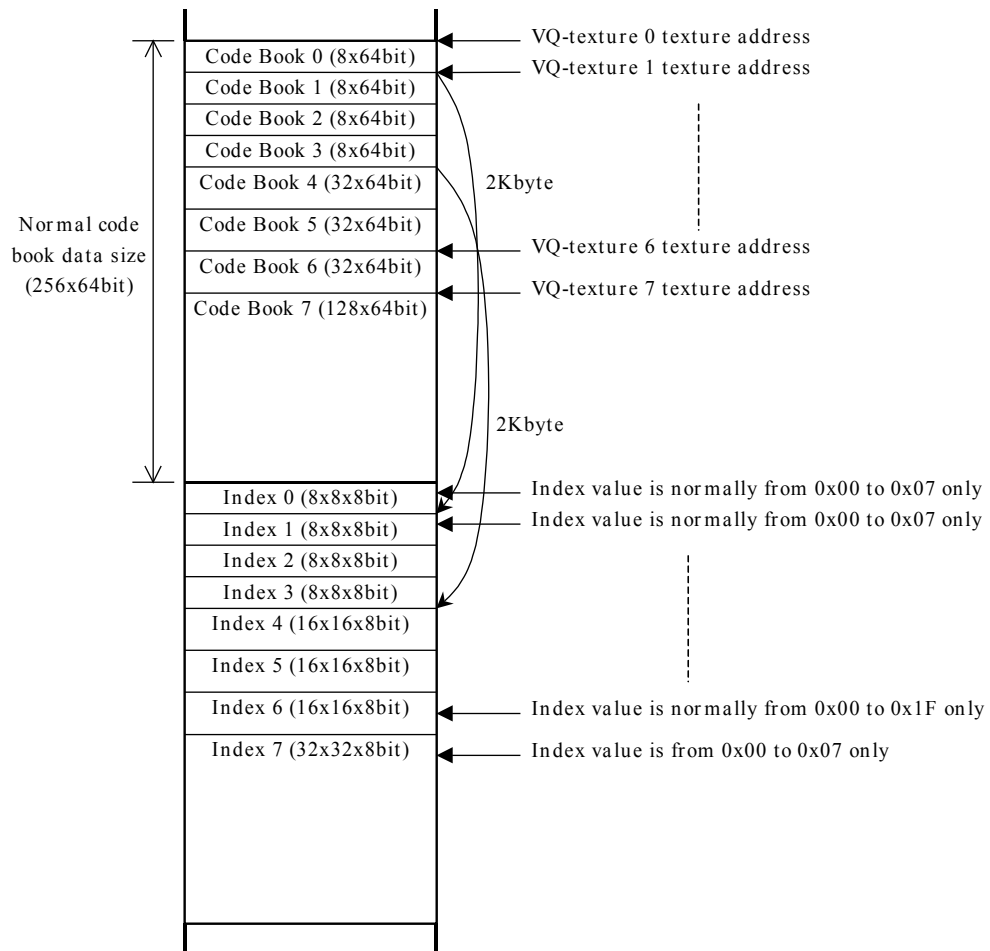 VQ-texture 0 texture address
Code Book 0 (8x64bit)
VQ-texture 1 texture address
Code Book 1 (8x64bit)
Code Book 2 (8x64bit)
Code Book 3 (8x64bit)
Code Book 4 (32x64bit)
2Kbyte
Normal code
book data size
(256x64bit)
Code Book 5 (32x64bit)
VQ-texture 6 texture address
Code Book 6 (32x64bit)
VQ-texture 7 texture address
Code Book 7 (128x64bit)
2Kbyte
Index 0 (8x8x8bit)
Index value is normally from 0x00 to 0x07 only
Index 1 (8x8x8bit)
Index value is normally from 0x00 to 0x07 only
Index 2 (8x8x8bit)
Index 3 (8x8x8bit)
Index 4 (16x16x8bit)
Index 5 (16x16x8bit)
Index 6 (16x16x8bit)
Index value is normally from 0x00 to 0x1F only
Index 7 (32x32x8bit)
Index value is from 0x00 to 0x07 only